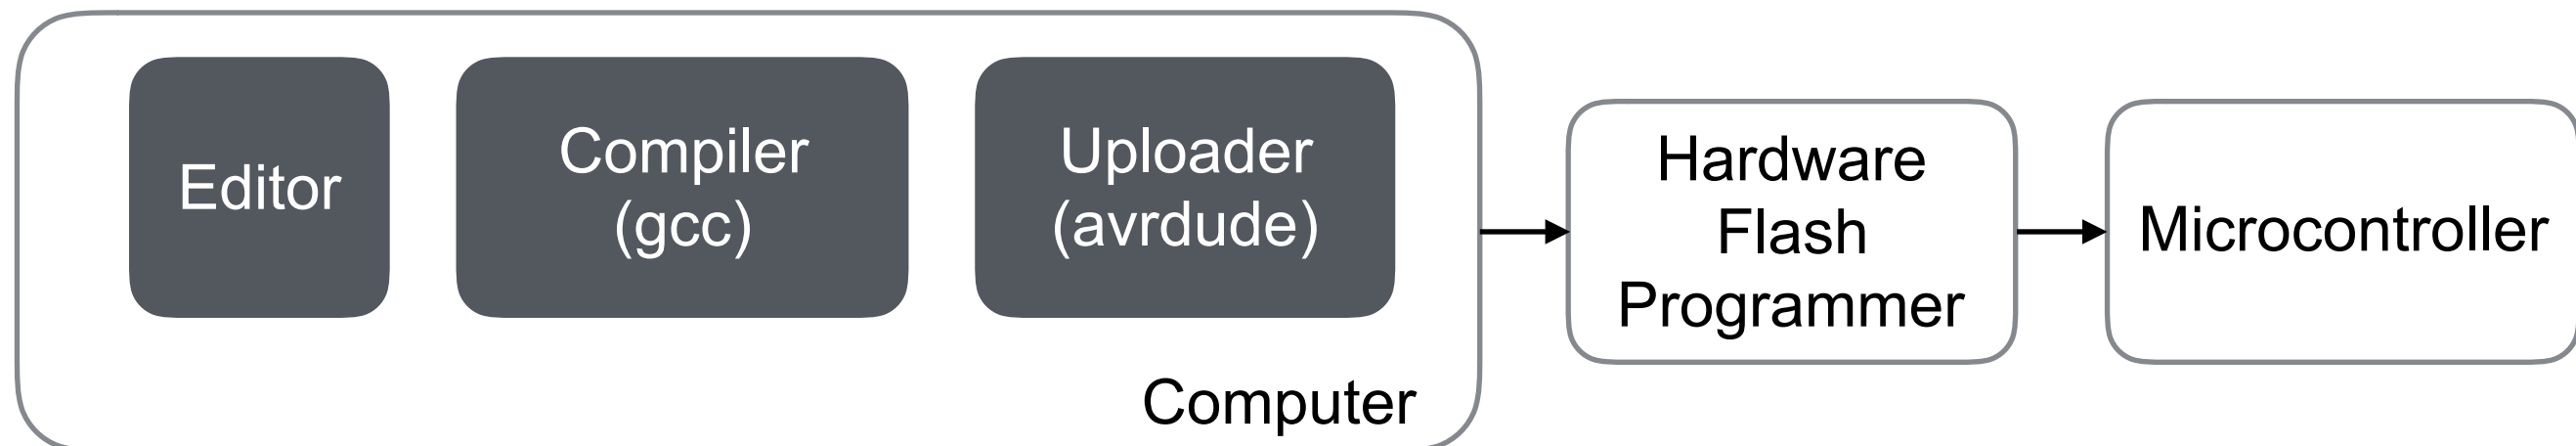 Editor
Compiler
(gcc)
Uploader
(avrdude)
Computer
Hardware
Flash
Programmer
Microcontroller